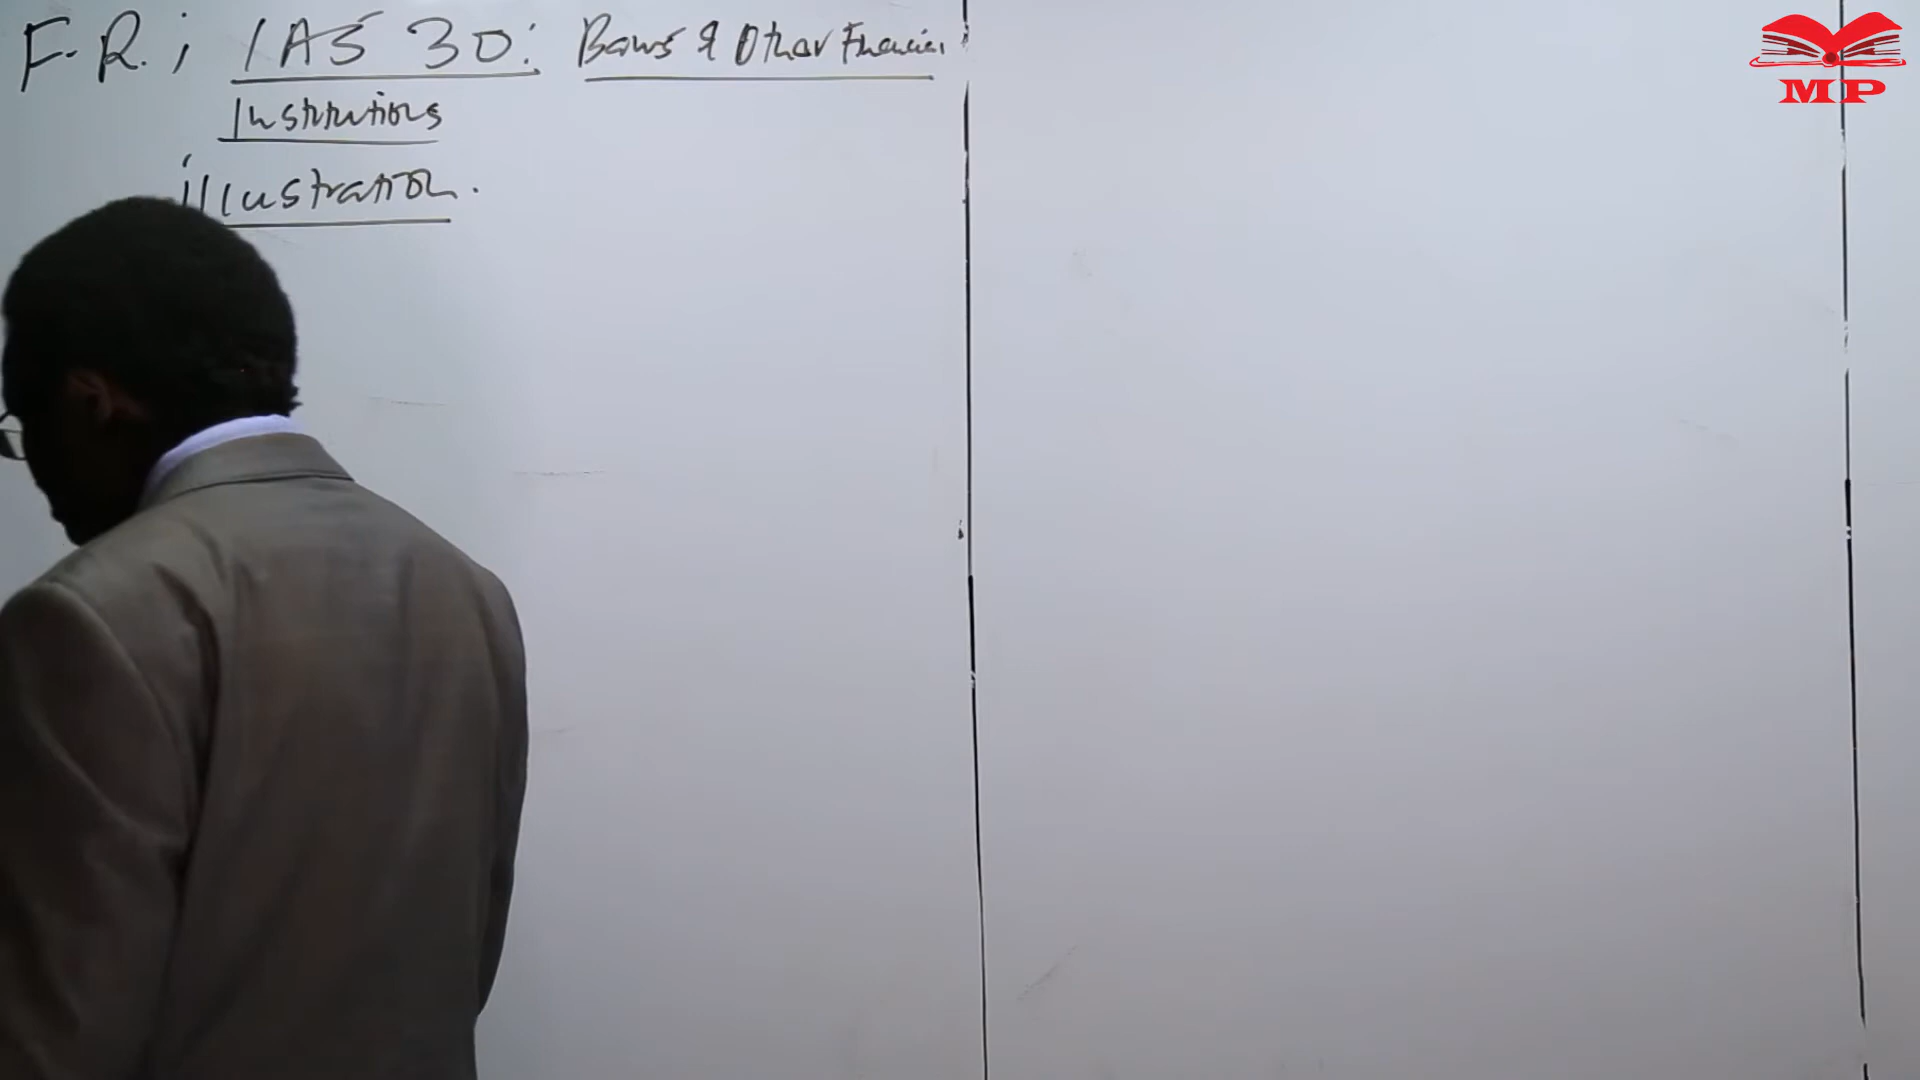 F.R. ; IAS 30: Banks & Other Financial
Institutions
illustration.
MP